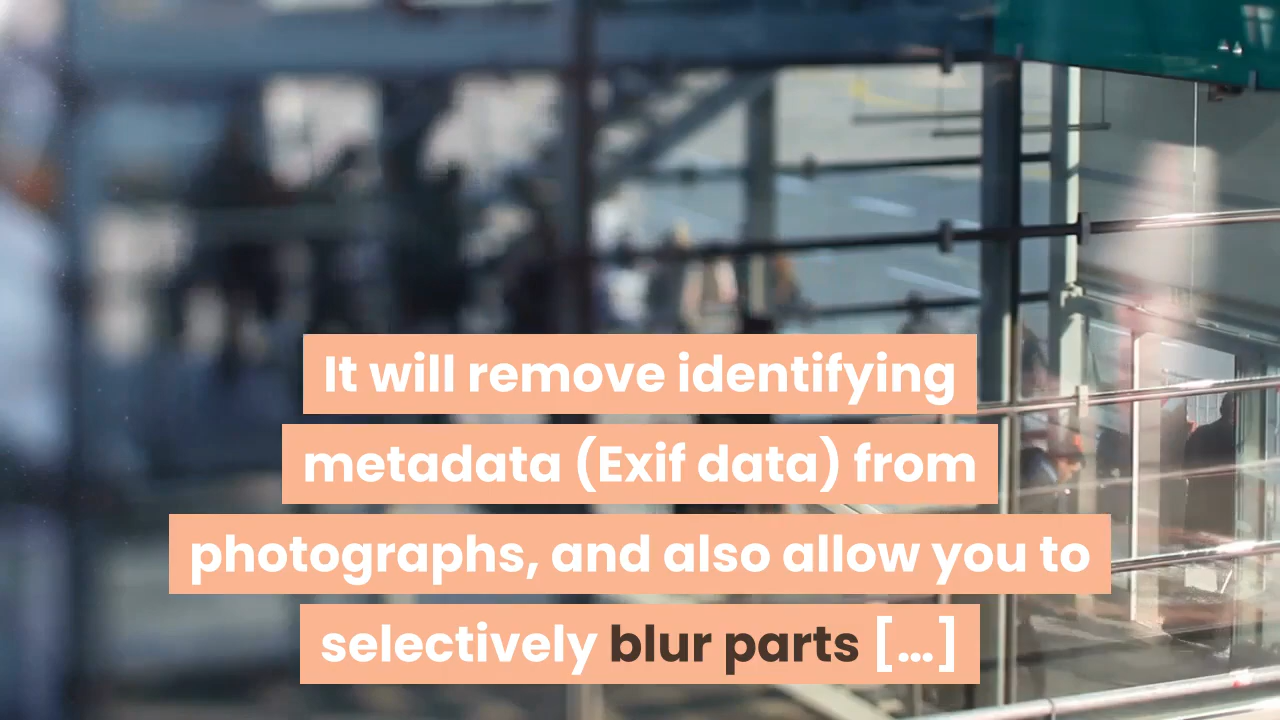 It will remove identifying
metadata (Exif data) from
photographs, and also allow you to
selectively blur parts [...]